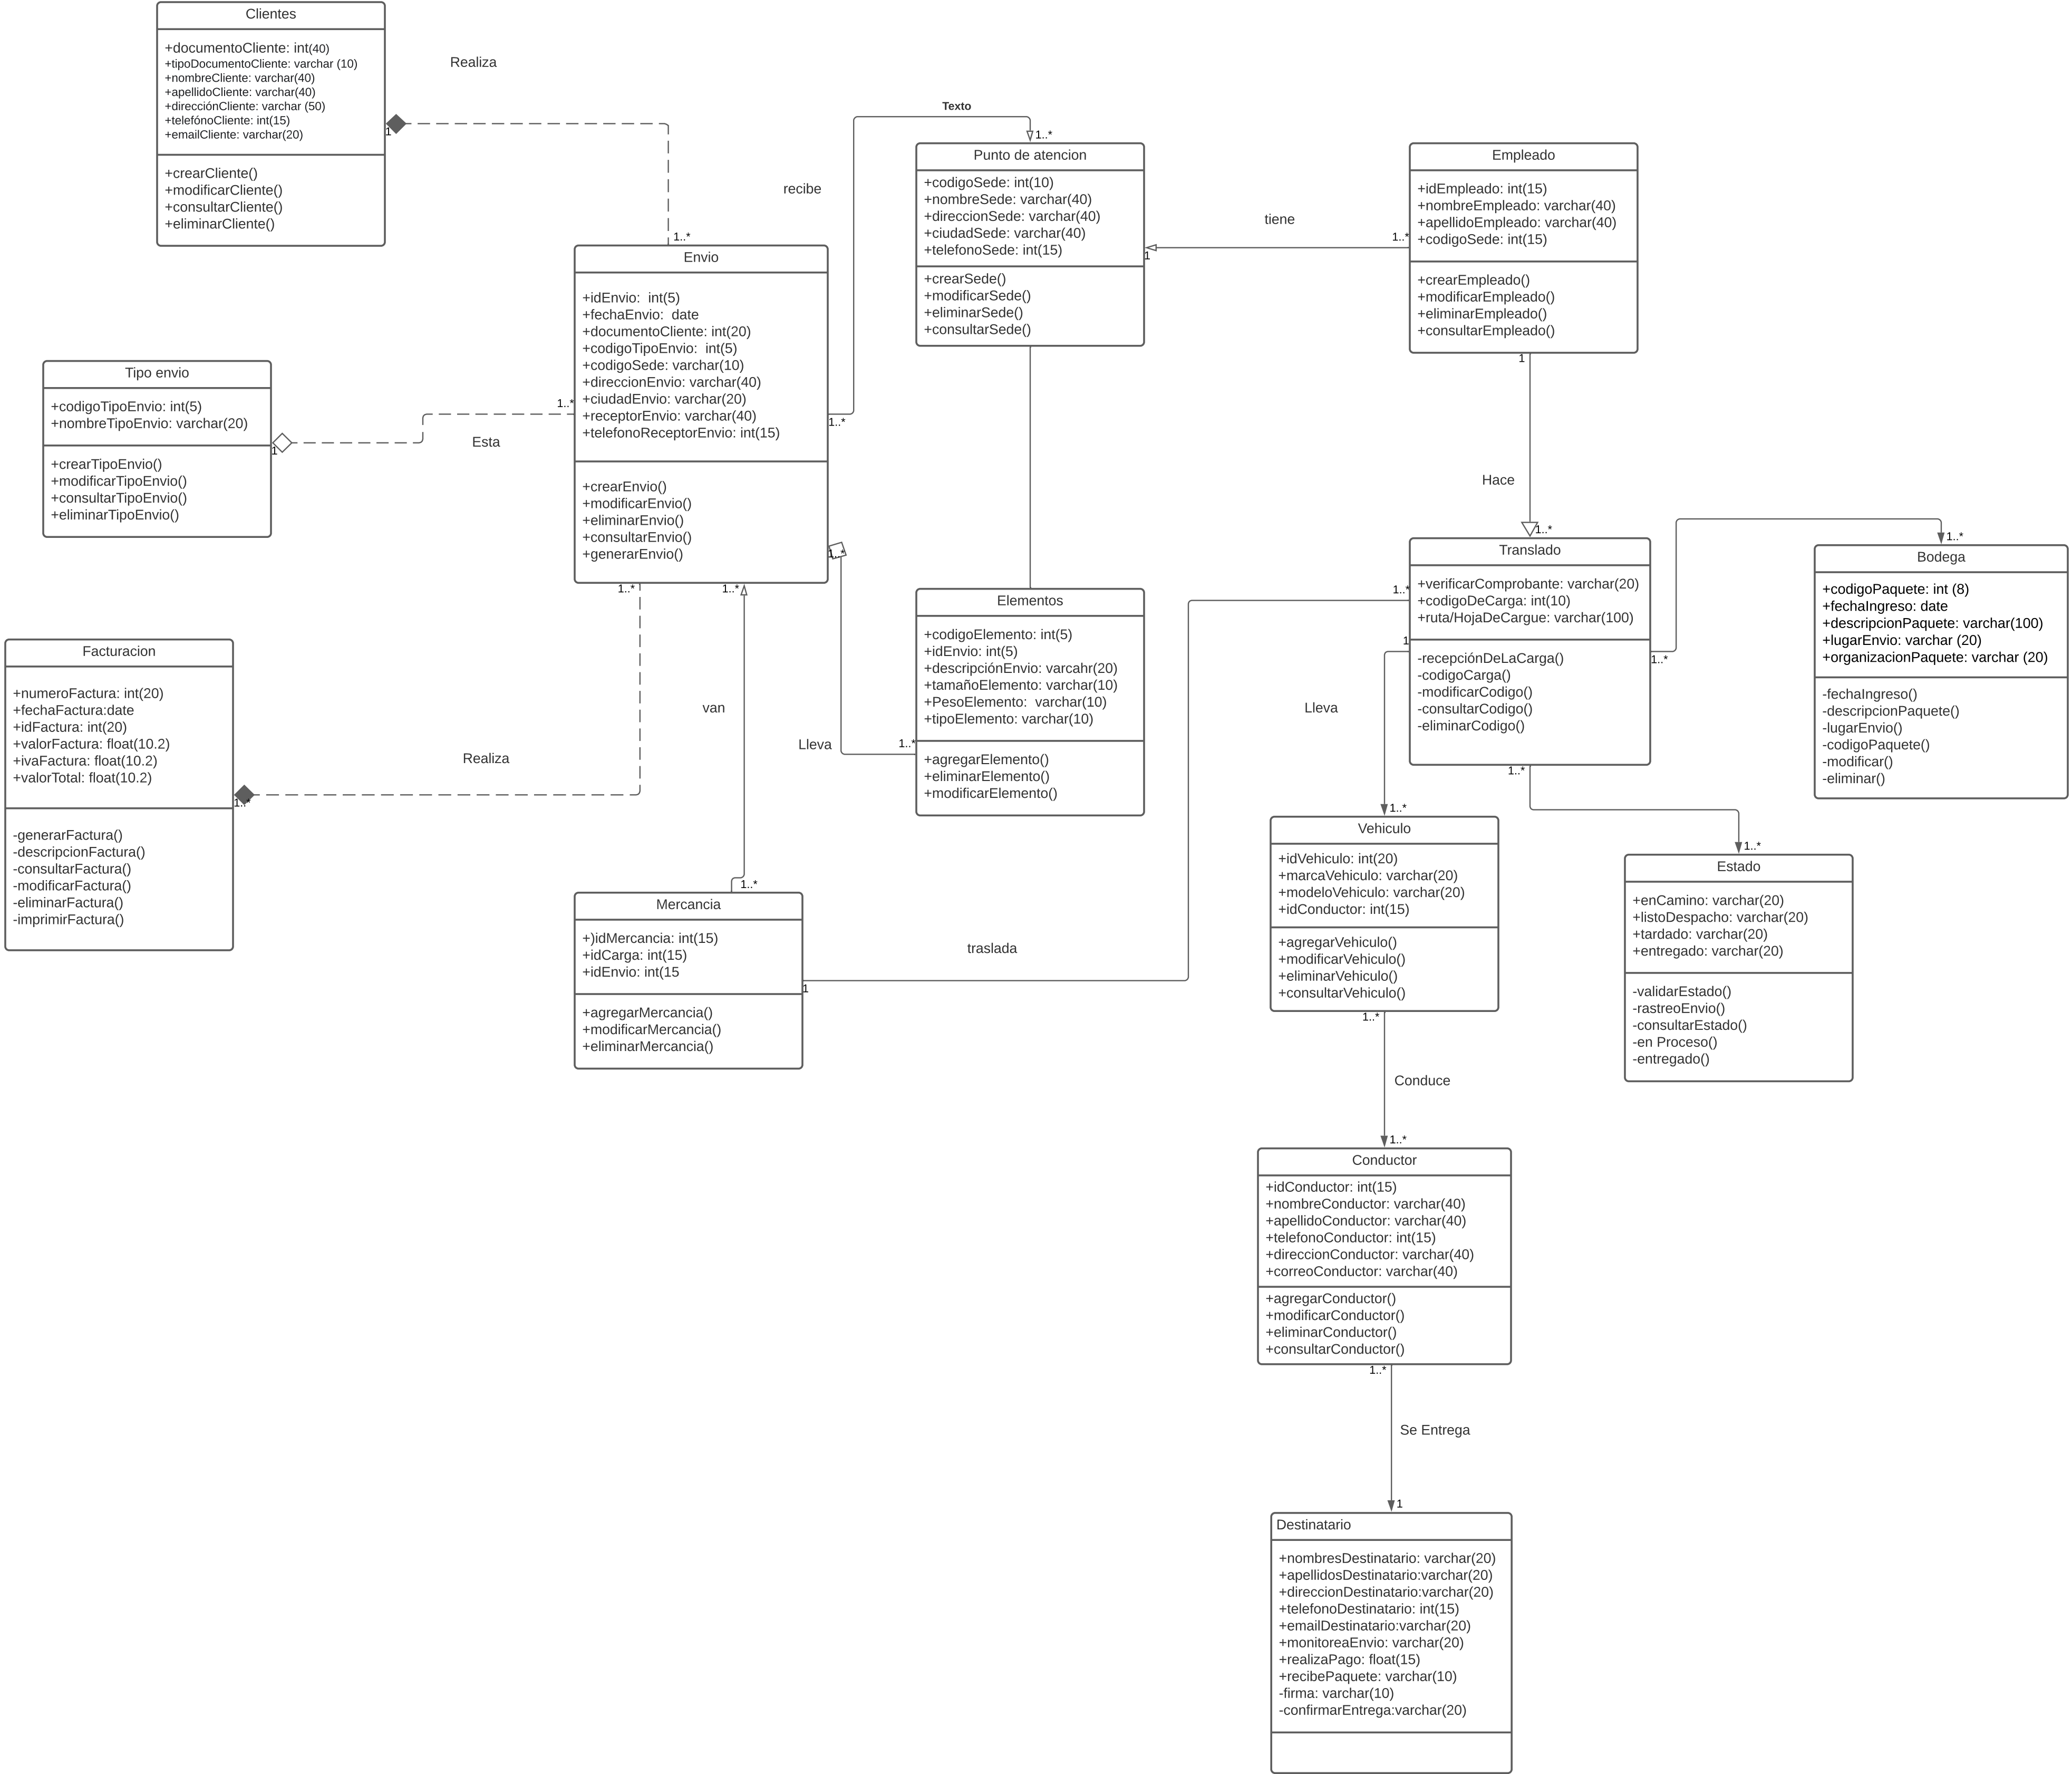 Clientes
+documentoCliente: int(40)
+tipoDocumentoCliente: varchar (10)
+nombreCliente: varchar(40)
+apellidoCliente: varchar(40)
+direcciónCliente: varchar (50)
+telefónoCliente: int(15)
+emailCliente: varchar(20)
+crearCliente()
+modificarCliente()
+consultarCliente()
+eliminarCliente()
Realiza
1
1..*
Texto
recibe
1..*
1..*
Envio
+idEnvio:  int(5)
+fechaEnvio:  date
+documentoCliente: int(20)
+codigoTipoEnvio:  int(5)
+codigoSede: varchar(10)
+direccionEnvio: varchar(40)
+ciudadEnvio: varchar(20)
+receptorEnvio: varchar(40)
+telefonoReceptorEnvio: int(15)
+crearEnvio()
+modificarEnvio()
+eliminarEnvio()
+consultarEnvio()
+generarEnvio()
Punto de atencion
+codigoSede: int(10)
+nombreSede: varchar(40)
+direccionSede: varchar(40)
+ciudadSede: varchar(40)
+telefonoSede: int(15)
+crearSede()
+modificarSede()
+eliminarSede()
+consultarSede()
tiene
1
1..*
Empleado
+idEmpleado: int(15)
+nombreEmpleado: varchar(40)
+apellidoEmpleado: varchar(40)
+codigoSede: int(15)
+crearEmpleado()
+modificarEmpleado()
+eliminarEmpleado()
+consultarEmpleado()
1
Hace
1..*
Tipo envio
+codigoTipoEnvio: int(5)
+nombreTipoEnvio: varchar(20)
+crearTipoEnvio()
+modificarTipoEnvio()
+consultarTipoEnvio()
+eliminarTipoEnvio()
1
Esta
1..*
Translado
+verificarComprobante: varchar(20)
+codigoDeCarga: int(10)
+ruta/HojaDeCargue: varchar(100)
-recepciónDeLaCarga()
-codigoCarga()
-modificarCodigo()
-consultarCodigo()
-eliminarCodigo()
1..*
1
1..*
1..*
1..*
Bodega
+codigoPaquete: int (8)
+fechaIngreso: date
+descripcionPaquete: varchar(100)
+lugarEnvio: varchar (20)
+organizacionPaquete: varchar (20)
-fechaIngreso()
-descripcionPaquete()
-lugarEnvio()
-codigoPaquete()
-modificar()
-eliminar()
Elementos
+codigoElemento: int(5)
+idEnvio: int(5)
+descripciónEnvio: varcahr(20)
+tamañoElemento: varchar(10)
+PesoElemento:  varchar(10)
+tipoElemento: varchar(10)
+agregarElemento()
+eliminarElemento()
+modificarElemento()
1..*
Lleva
1..*
Facturacion
+numeroFactura: int(20)
+fechaFactura:date
+idFactura: int(20)
+valorFactura: float(10.2)
+ivaFactura: float(10.2)
+valorTotal: float(10.2)
-generarFactura()
-descripcionFactura()
-consultarFactura()
-modificarFactura()
-eliminarFactura()
-imprimirFactura()
1..*
Realiza
1..*
1..*
van
1..*
Mercancia
+)idMercancia: int(15)
+idCarga: int(15)
+idEnvio: int(15
+agregarMercancia()
+modificarMercancia()
+eliminarMercancia()
1
traslada
Lleva
1..*
Vehiculo
+idVehiculo: int(20)
+marcaVehiculo: varchar(20)
+modeloVehiculo: varchar(20)
+idConductor: int(15)
+agregarVehiculo()
+modificarVehiculo()
+eliminarVehiculo()
+consultarVehiculo()
1..*
1..*
Estado
+enCamino: varchar(20)
+listoDespacho: varchar(20)
+tardado: varchar(20)
+entregado: varchar(20)
-validarEstado()
-rastreoEnvio()
-consultarEstado()
-en Proceso()
-entregado()
Conduce
1..*
Conductor
+idConductor: int(15)
+nombreConductor: varchar(40)
+apellidoConductor: varchar(40)
+telefonoConductor: int(15)
+direccionConductor: varchar(40)
+correoConductor: varchar(40)
+agregarConductor()
+modificarConductor()
+eliminarConductor()
+consultarConductor()
1..*
Se Entrega
1
Destinatario
+nombresDestinatario: varchar(20)
+apellidosDestinatario:varchar(20)
+direccionDestinatario:varchar(20)
+telefonoDestinatario: int(15)
+emailDestinatario:varchar(20)
+monitoreaEnvio: varchar(20)
+realizaPago: float(15)
+recibePaquete: varchar(10)
-firma: varchar(10)
-confirmarEntrega:varchar(20)